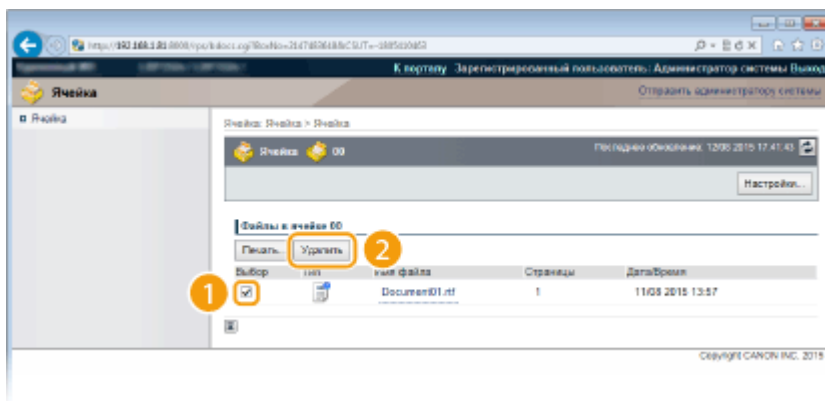 К порталу Зарегистрированный пользователь: Администратор системы Выход
Ячейка
Отправить администратору системы
Ячейка
Ячейка: Ячейка > Ячейка
Ячейка 00
Последнее обновление: 12/08 2015 17:41:43
Настройки...
Файлы в ячейке 00
Печать... Удалить
2
Выбор Тип Имя файла Страницы Дата/Время
1
Document01.rtf 1 11/08 2015 13:57
Copyright CANON INC. 2015